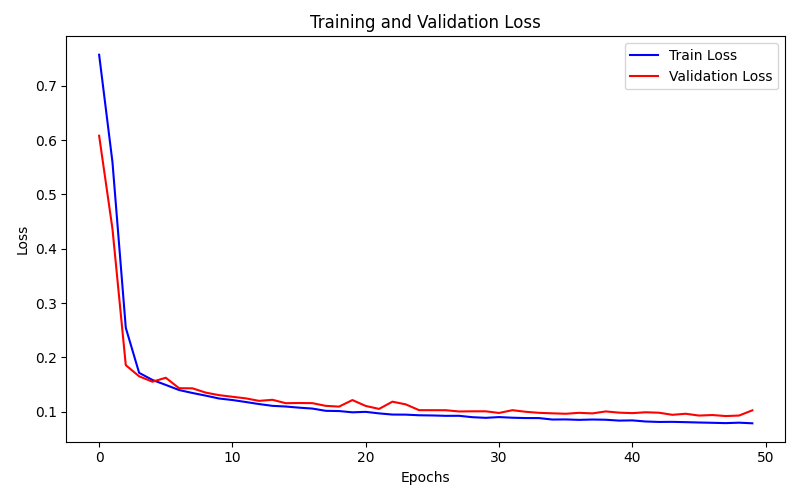 Training and Validation Loss
Train Loss
Validation Loss
Loss
0.7
0.6
0.5
0.4
0.3
0.2
0.1
0 10 20 30 40 50
Epochs